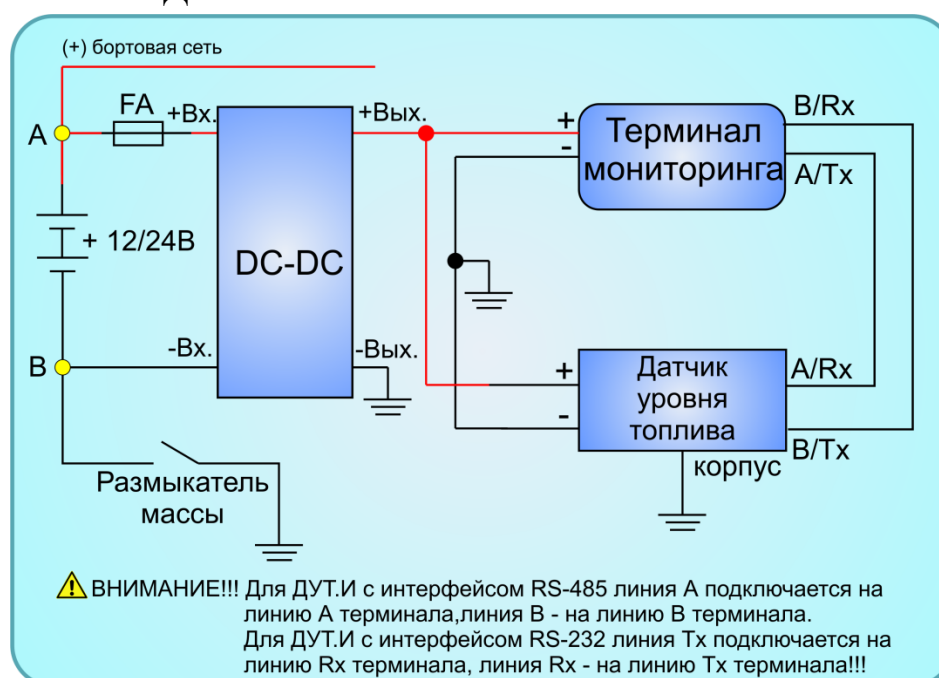 (+) бортовая сеть
FA
+Вх.
+Вых.
A
+
-
Терминал
мониторинга
B/Rx
A/Tx
+ 12/24В
DC-DC
B
-Вх.
-Вых.
+
-
Датчик
уровня
топлива
A/Rx
B/Tx
корпус
Размыкатель
массы
ВНИМАНИЕ!!! Для ДУТ.И с интерфейсом RS-485 линия А подключается на
линию А терминала,линия В - на линию В терминала.
Для ДУТ.И с интерфейсом RS-232 линия Тх подключается на
линию Rx терминала, линия Rx - на линию Тх терминала!!!